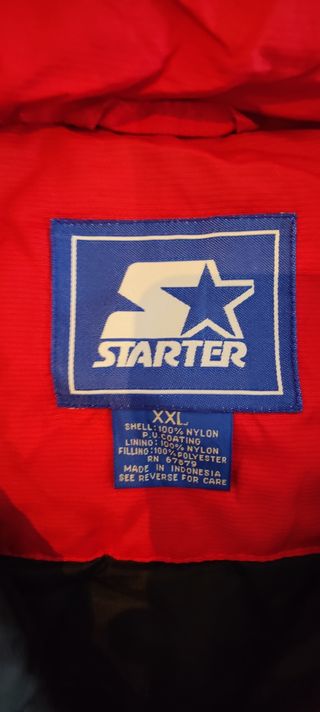 STARTER
XXL
SHELL: 100% NYLON
P.U. COATING
LINING: 100% NYLON
FILLING: 100% POLYESTER
RN 67679
MADE IN INDONESIA
SEE REVERSE FOR CARE